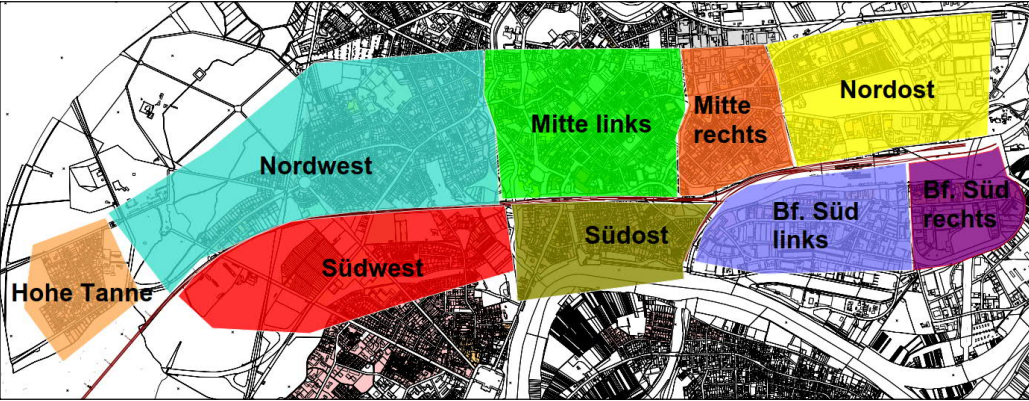 Nordost
Mitte links
Mitte
rechts
Nordwest
Bf. Süd
rechts
Bf. Süd
links
Südost
Südwest
Hohe Tanne